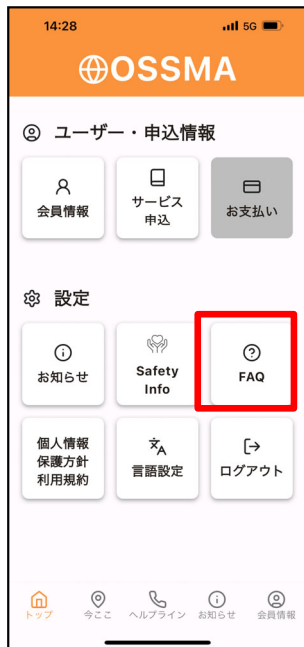 14:28
5G
OSSMA
ユーザー・申込情報
会員情報
サービス
申込
お支払い
設定
お知らせ
Safety
Info
FAQ
個人情報
保護方針
利用規約
言語設定
ログアウト
トップ
今ここ
ヘルプライン
お知らせ
会員情報